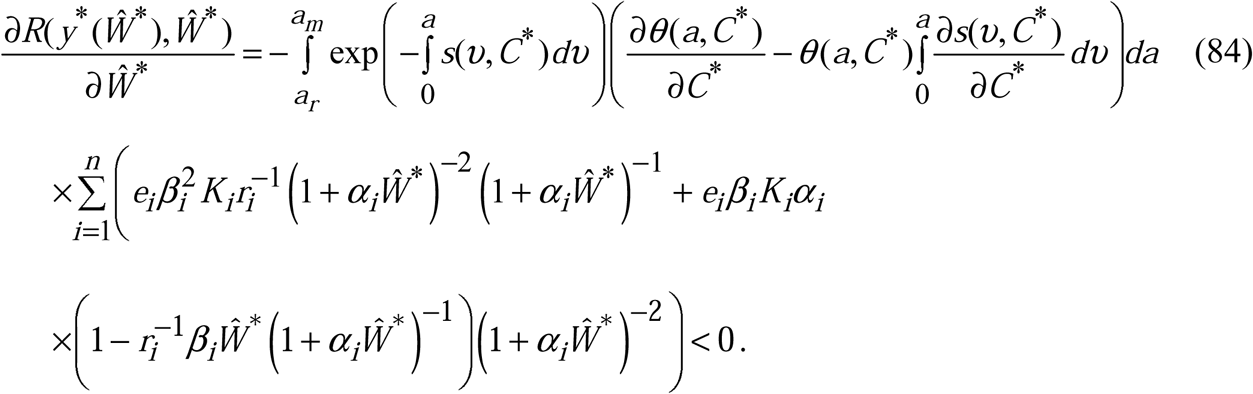 ∂R(y*(Ŵ*),Ŵ*)/∂Ŵ* = −∫_{a_r}^{a_m} exp(−∫_0^a s(υ,C*)dυ)(∂θ(a,C*)/∂C* − θ(a,C*)∫_0^a ∂s(υ,C*)/∂C* dυ)da (84)
×∑_{i=1}^n (e_i β_i^2 K_i r_i^{−1}(1+α_i Ŵ*)^{−2}(1+α_i Ŵ*)^{−1} + e_i β_i K_i α_i
×(1−r_i^{−1} β_i Ŵ*(1+α_i Ŵ*)^{−1})(1+α_i Ŵ*)^{−2}) < 0.